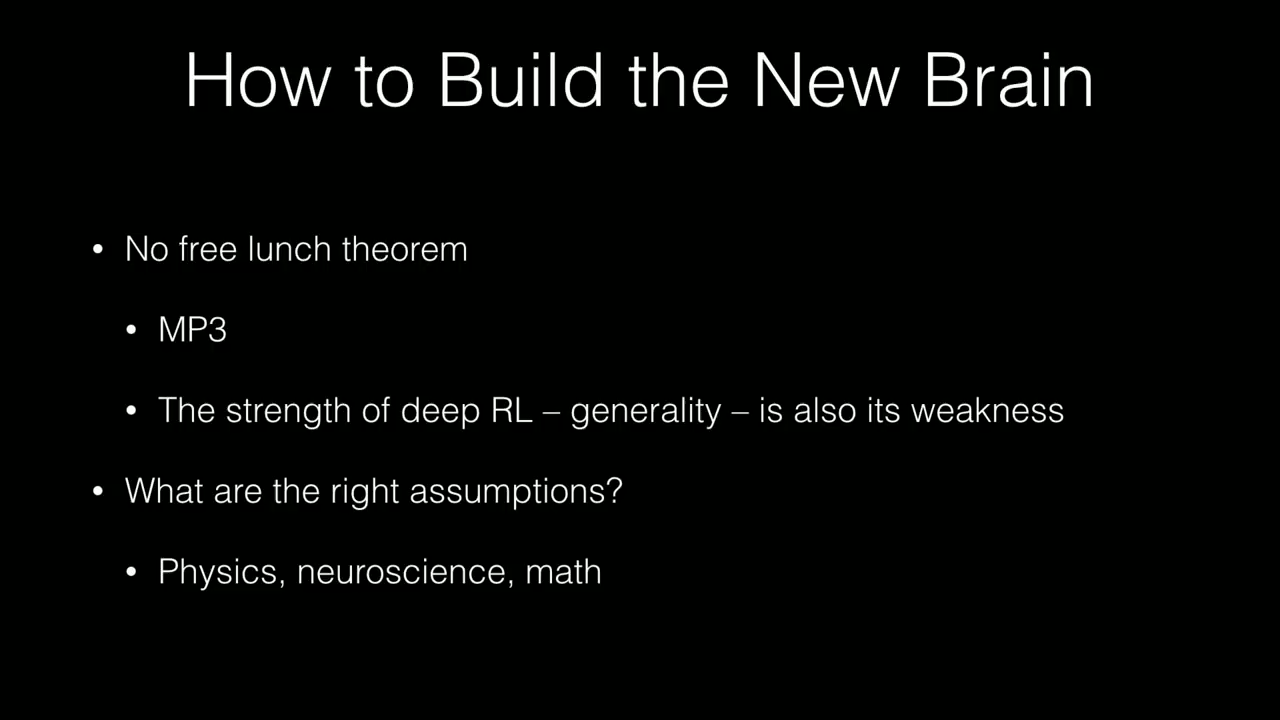 How to Build the New Brain
• No free lunch theorem
• MP3
• The strength of deep RL – generality – is also its weakness
• What are the right assumptions?
• Physics, neuroscience, math